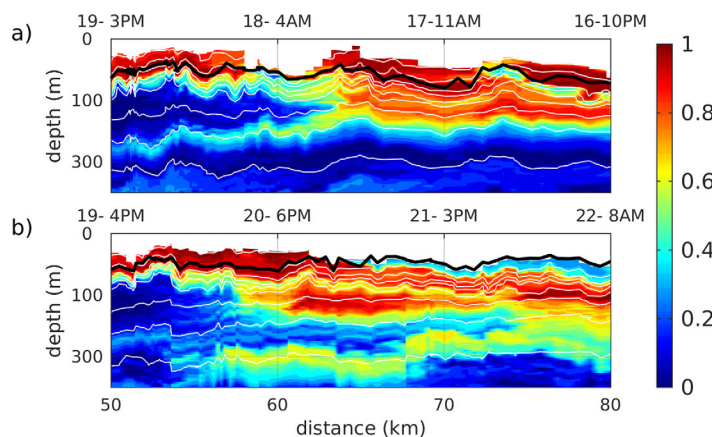 19- 3PM 18- 4AM 17-11AM 16-10PM
a)
0
100
300
depth (m)
19- 4PM 20-6PM 21- 3PM 22- 8AM
b)
0
100
300
depth (m)
50 60 70 80
distance (km)
1
0.8
0.6
0.4
0.2
0